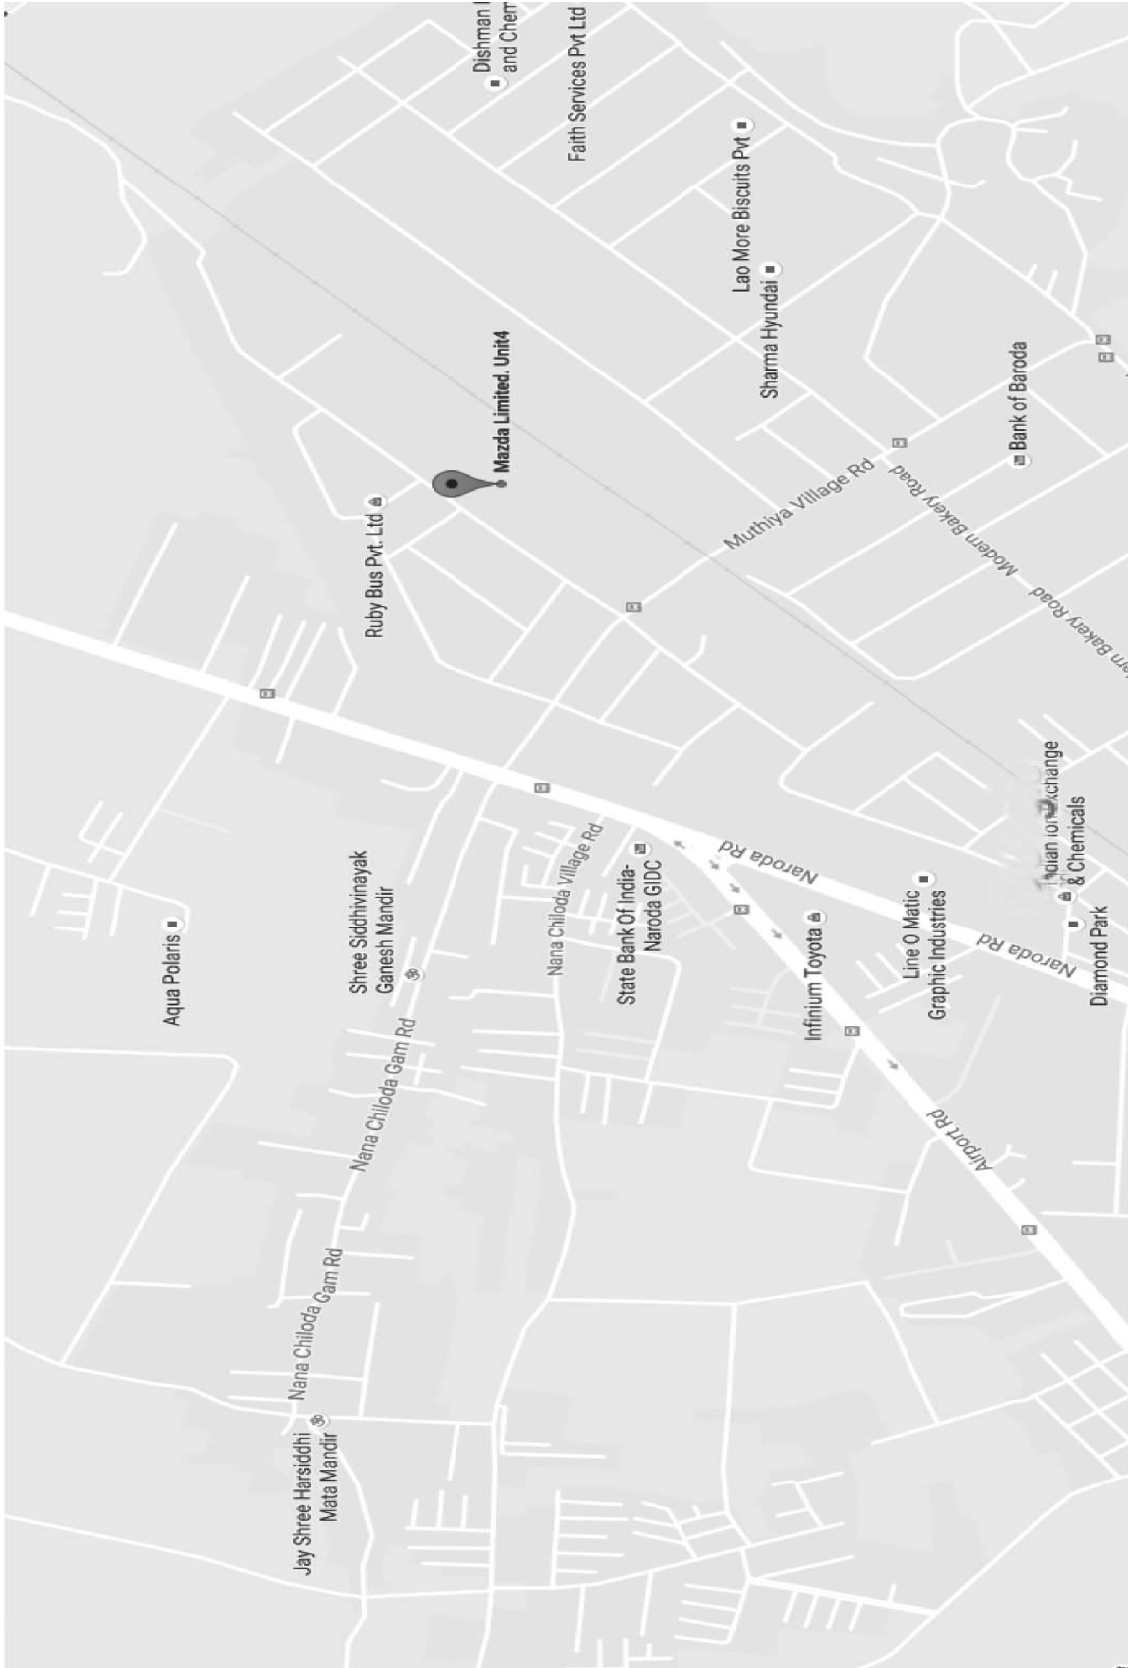 Dishman
and Chem
Faith Services Pvt Ltd
Lao More Biscuits Pvt
Sharma Hyundai
Mazda Limited. Unit4
Bank of Baroda
Ruby Bus Pvt. Ltd
Muthiya Village Rd
Modern Bakery Road
Modern Bakery Road
Naroda Rd
Naroda Rd
Nana Chiloda Village Rd
State Bank Of India-
Naroda GIDC
Indian Ion Exchange
& Chemicals
Diamond Park
Line O Matic
Graphic Industries
Infinium Toyota
Airport Rd
Shree Siddhivinayak
Ganesh Mandir
Aqua Polaris
Nana Chiloda Gam Rd
Nana Chiloda Gam Rd
Jay Shree Harsiddhi
Mata Mandir